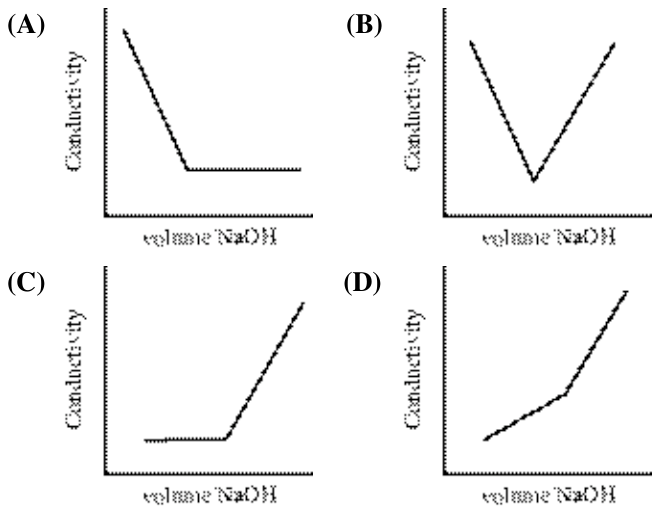 (A)
Conductivity
volume NaOH
(B)
Conductivity
volume NaOH
(C)
Conductivity
volume NaOH
(D)
Conductivity
volume NaOH